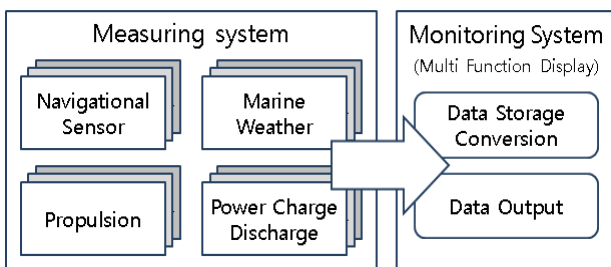 Measuring system
Navigational
Sensor
Marine
Weather
Propulsion
Power Charge
Discharge
Monitoring System
(Multi Function Display)
Data Storage
Conversion
Data Output